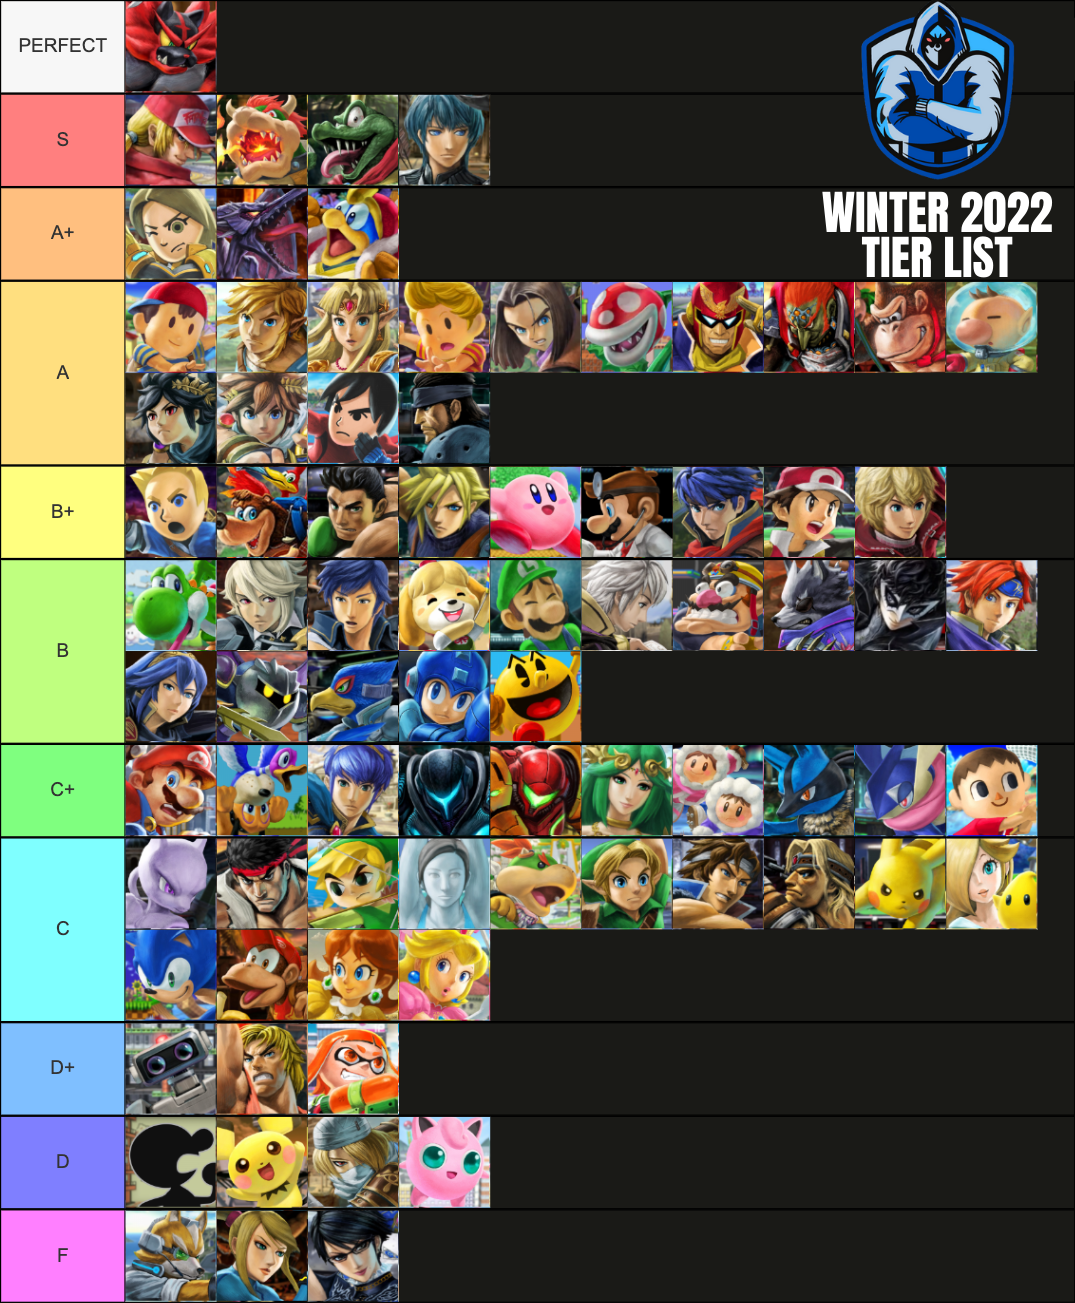 PERFECT
WINTER 2022
TIER LIST
S
A+
A
B+
B
C+
C
D+
D
F